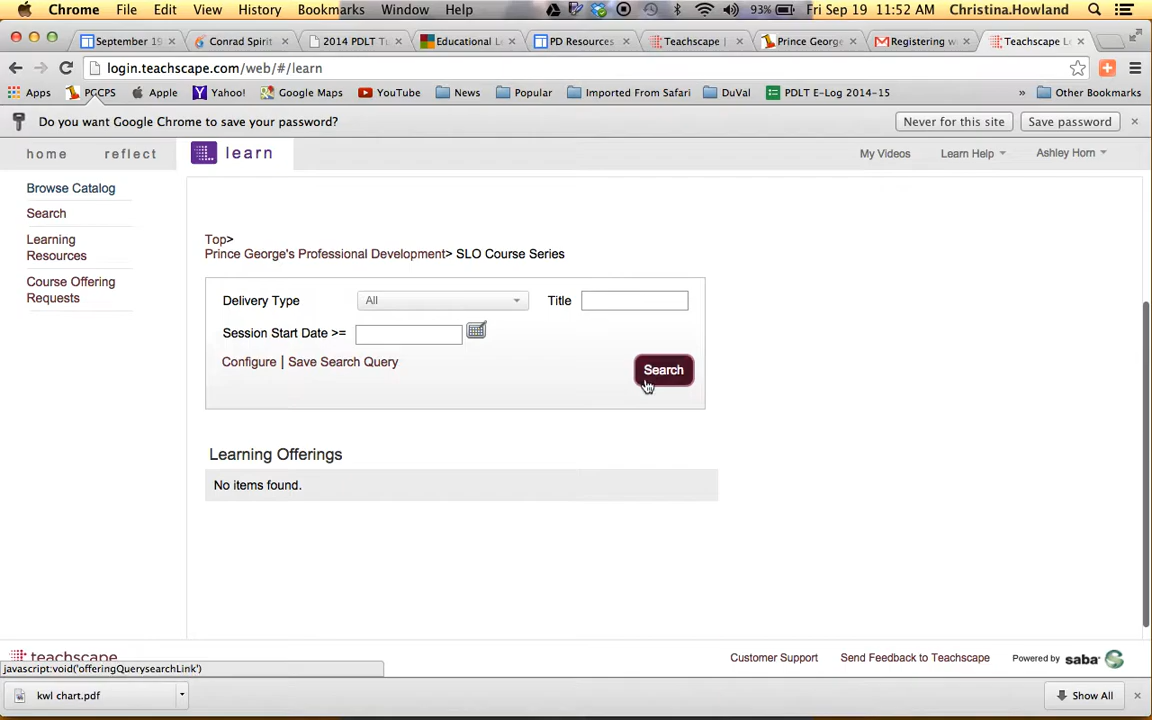 Chrome File Edit View History Bookmarks Window Help 93% Fri Sep 19 11:52 AM Christina.Howland
September 19 Conrad Spirit 2014 PDLT Tu Educational L PD Resources Teachscape | Prince George Registering w Teachscape Le
login.teachscape.com/web/#/learn
Apps PGCPS Apple Yahoo! Google Maps YouTube News Popular Imported From Safari DuVal PDLT E-Log 2014-15 » Other Bookmarks
Do you want Google Chrome to save your password? Never for this site Save password
home reflect learn My Videos Learn Help Ashley Horn
Browse Catalog
Search
Learning
Resources
Course Offering
Requests
Top>
Prince George's Professional Development> SLO Course Series
Delivery Type All Title
Session Start Date >=
Configure | Save Search Query
Search
Learning Offerings
No items found.
teachscape Customer Support Send Feedback to Teachscape Powered by saba
javascript:void('offeringQuerysearchLink')
kwl chart.pdf Show All